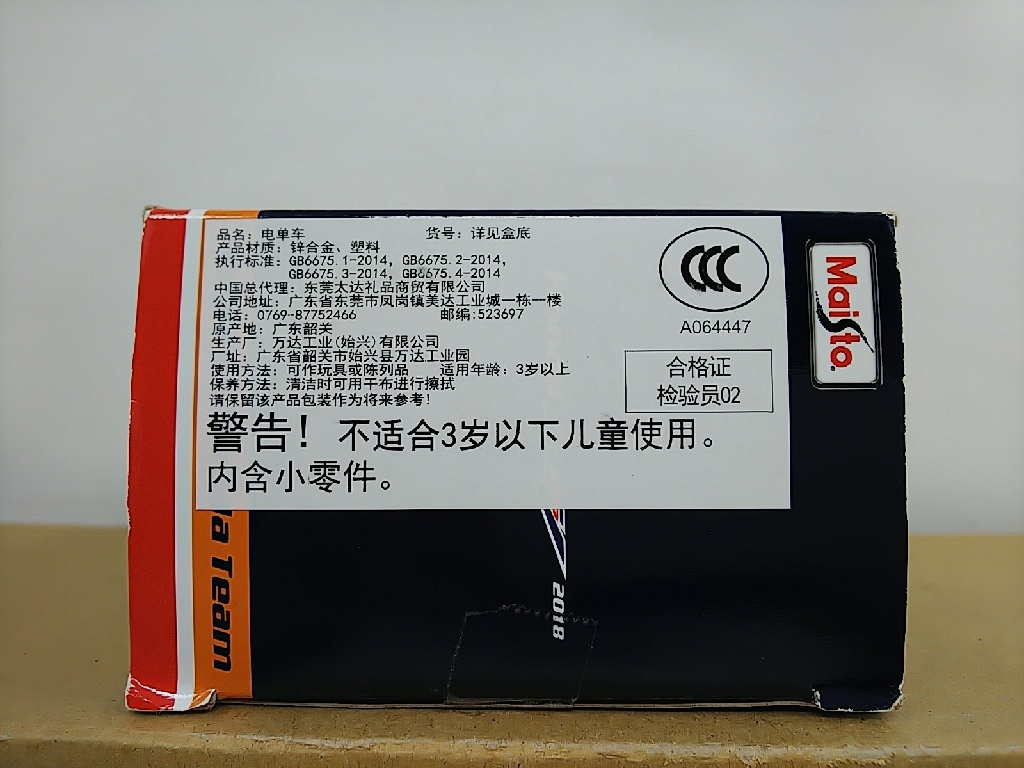 品名：电单车 货号：详见盒底
产品材质：锌合金、塑料
执行标准：GB6675.1-2014，GB6675.2-2014，
GB6675.3-2014，GB6675.4-2014
中国总代理：东莞太达礼品商贸有限公司
公司地址：广东省东莞市凤岗镇美达工业城一栋一楼
电话：0769-87752466 邮编:523697
原产地：广东韶关
生产厂：万达工业(始兴)有限公司
厂址：广东省韶关市始兴县万达工业园
使用方法：可作玩具或陈列品 适用年龄：3岁以上
保养方法：清洁时可用干布进行擦拭
请保留该产品包装作为将来参考！
警告！不适合3岁以下儿童使用。
内含小零件。
CCC
A064447
合格证
检验员02
Maisto
Team
2018